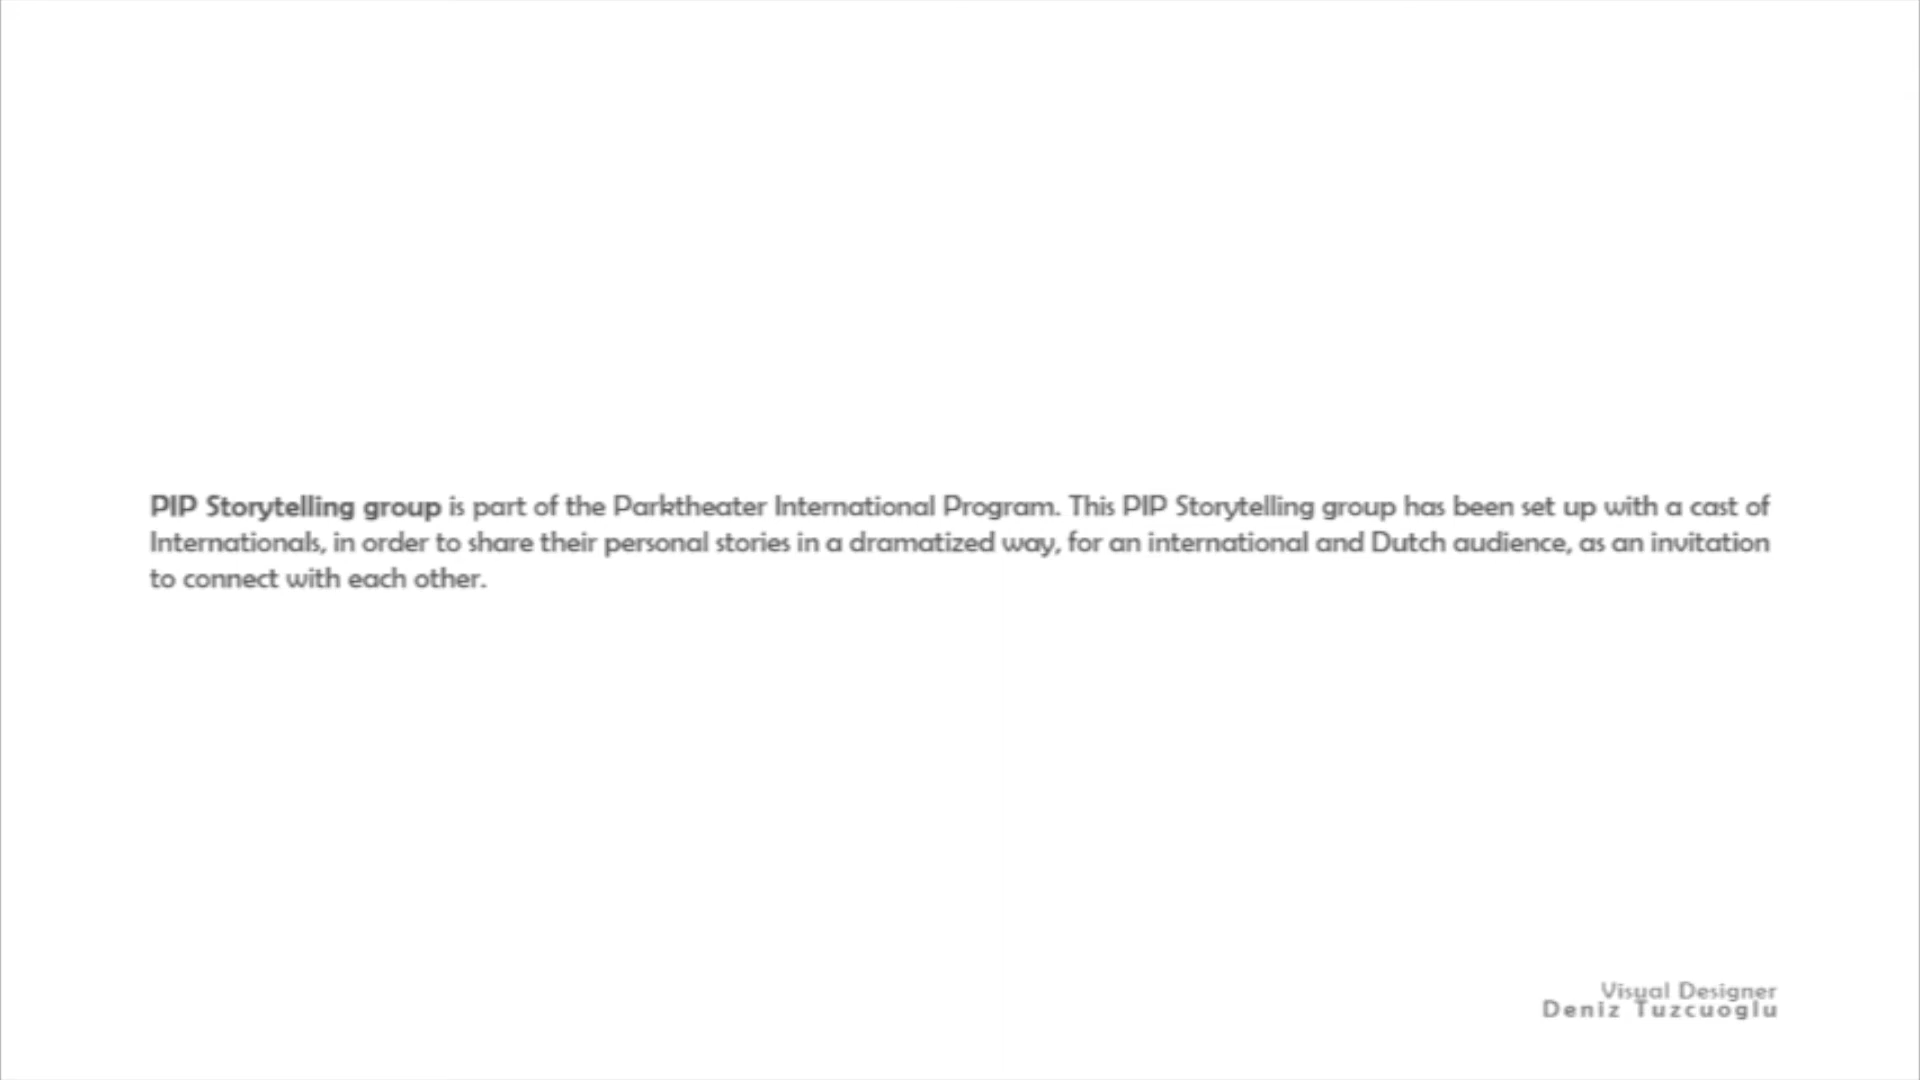 PIP Storytelling group is part of the Parktheater International Program. This PIP Storytelling group has been set up with a cast of
Internationals, in order to share their personal stories in a dramatized way, for an international and Dutch audience, as an invitation
to connect with each other.
Visual Designer
Deniz Tuzcuoglu